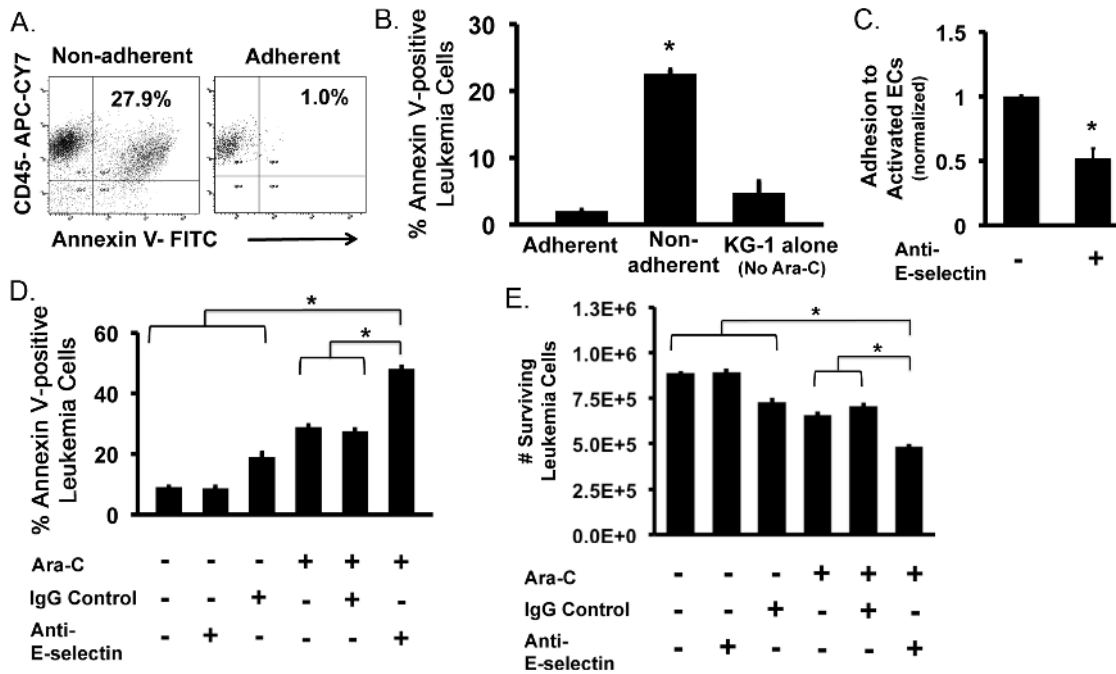 A.
Non-adherent
Adherent
27.9%
1.0%
CD45- APC-CY7
Annexin V- FITC
B.
% Annexin V-positive
Leukemia Cells
30
20
10
0
*
Adherent
Non-
adherent
KG-1 alone
(No Ara-C)
C.
Adhesion to
Activated ECs
(normalized)
1.5
1
0.5
0
*
Anti-
E-selectin
- +
D.
% Annexin V-positive
Leukemia Cells
60
40
20
0
*
*
Ara-C - - - + + +
IgG Control - - + - + -
Anti-
E-selectin - + - - - +
E.
# Surviving
Leukemia Cells
1.3E+6
1.0E+6
7.5E+5
5.0E+5
2.5E+5
0.0E+0
*
*
Ara-C - - - + + +
IgG Control - - + - + -
Anti-
E-selectin - + - - - +